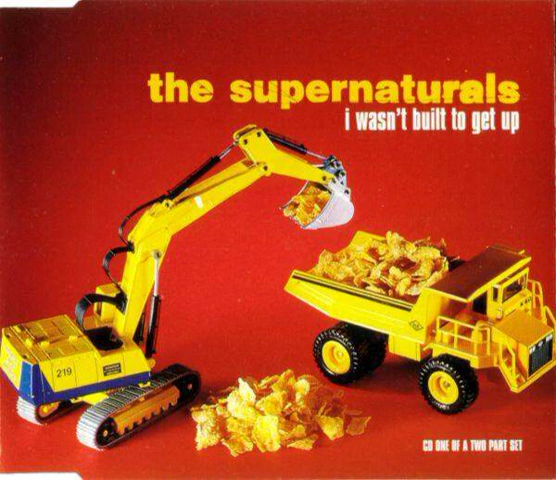 the supernaturals
i wasn't built to get up
219
CD ONE OF A TWO PART SET